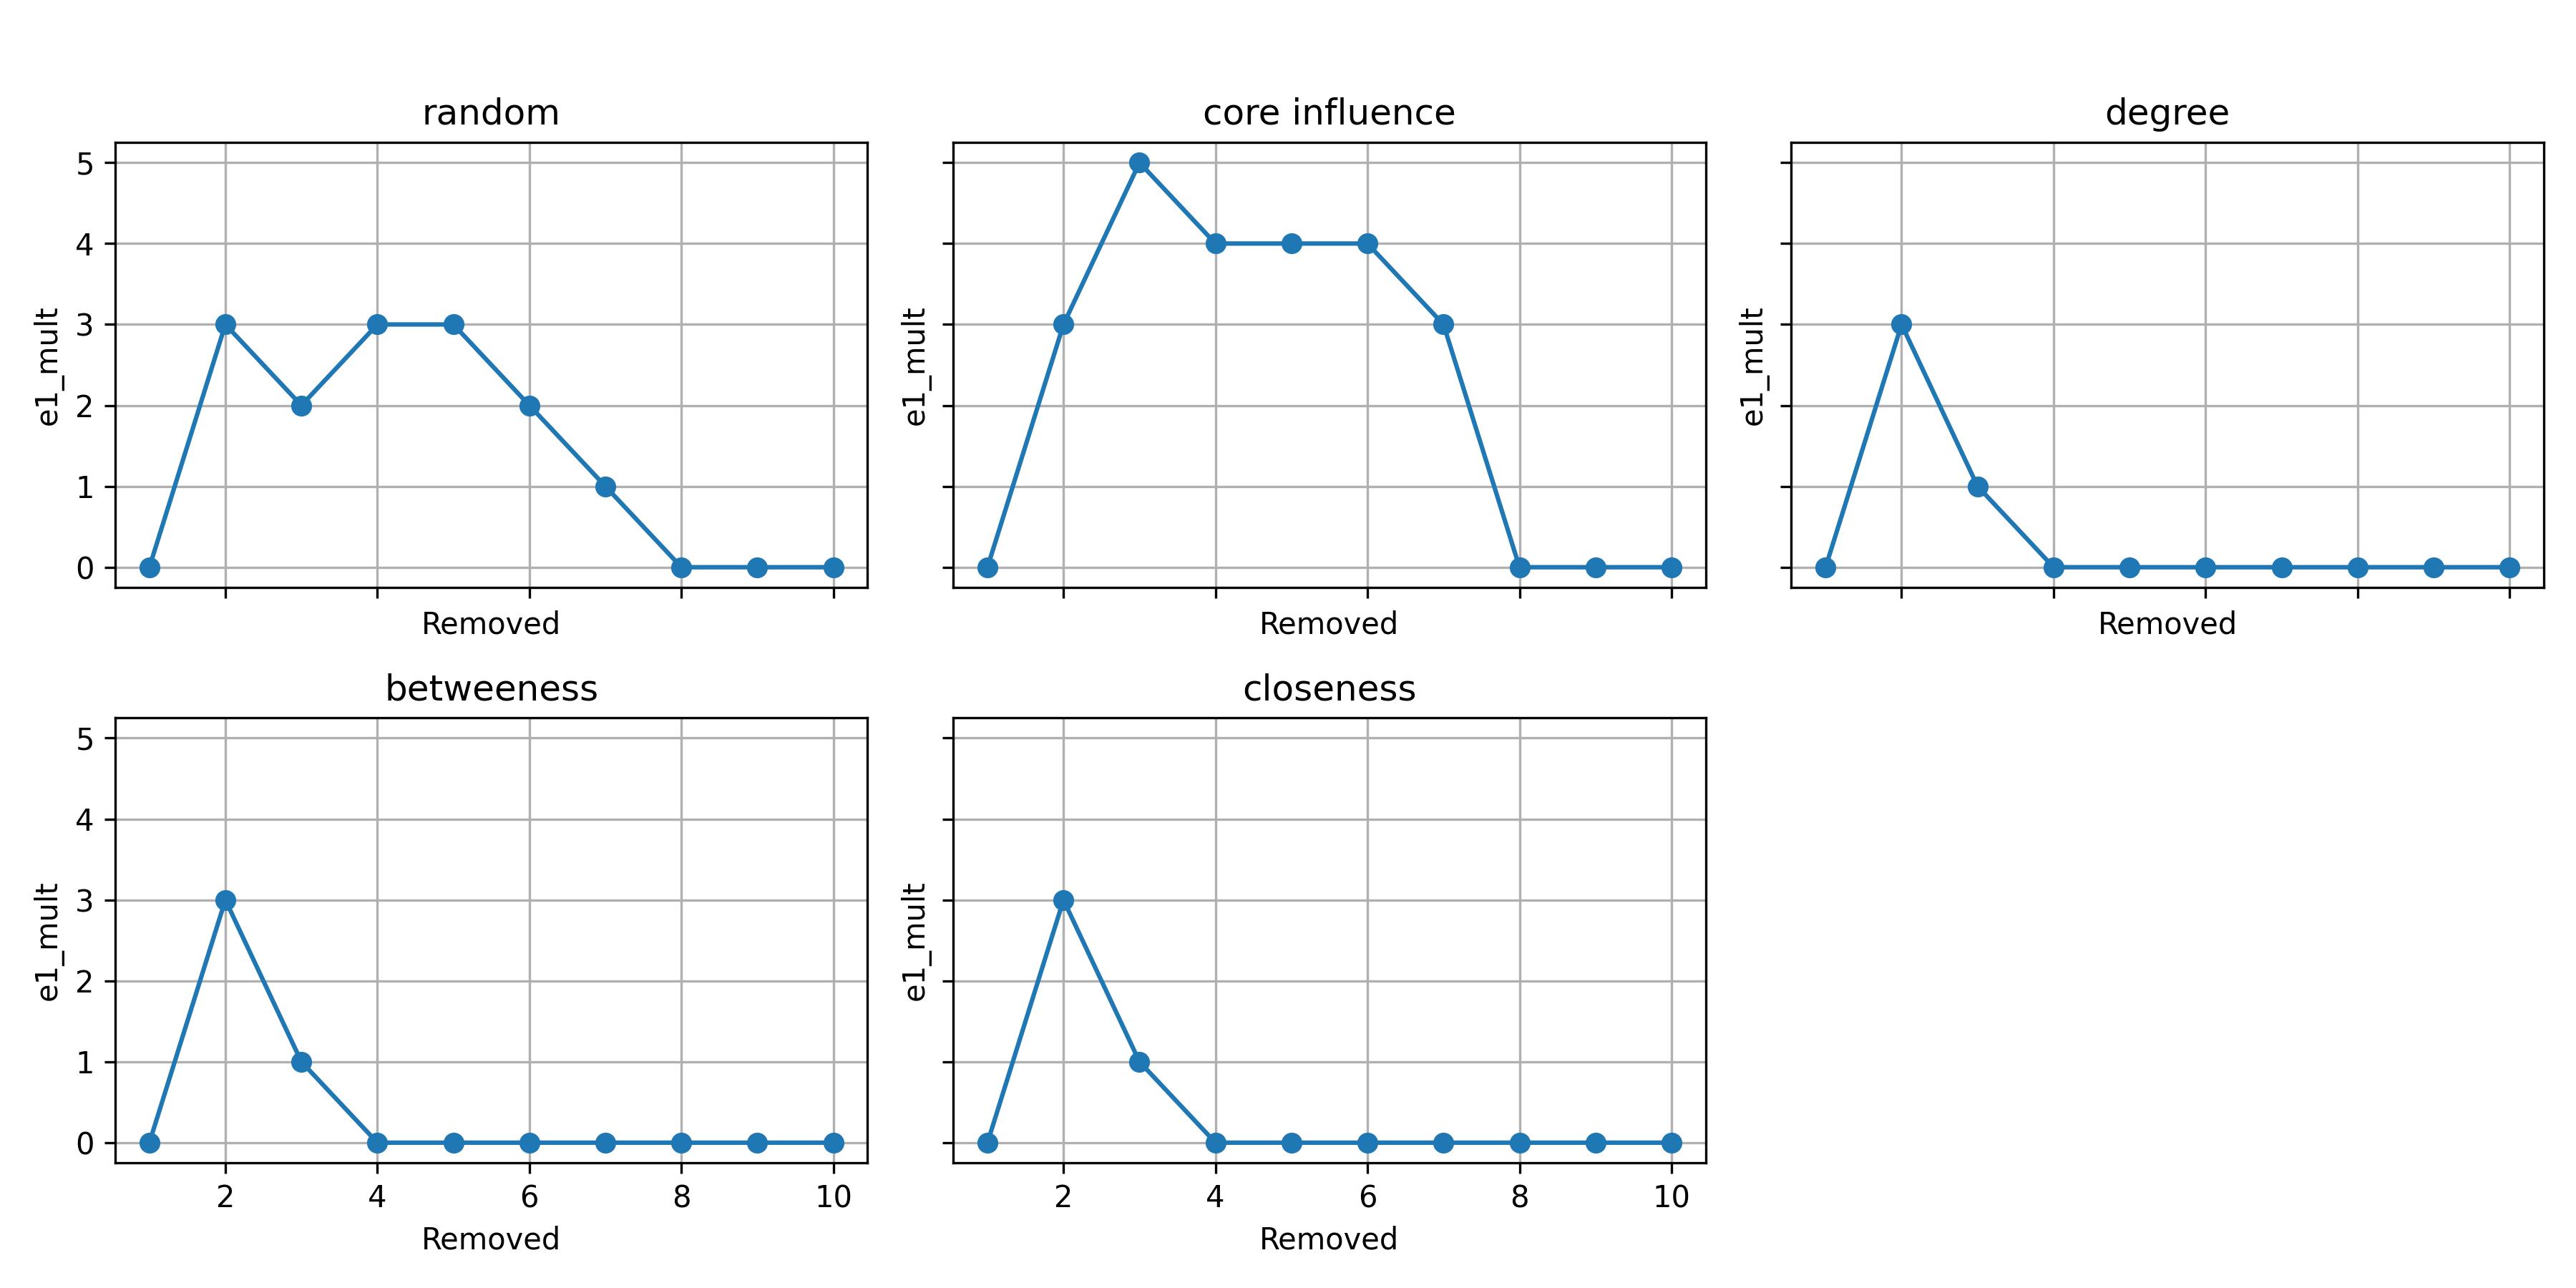 random
core influence
degree
5
4
3
2
1
0
e1_mult
e1_mult
e1_mult
Removed
Removed
Removed
betweeness
closeness
5
4
3
2
1
0
e1_mult
e1_mult
2 4 6 8 10
2 4 6 8 10
Removed
Removed